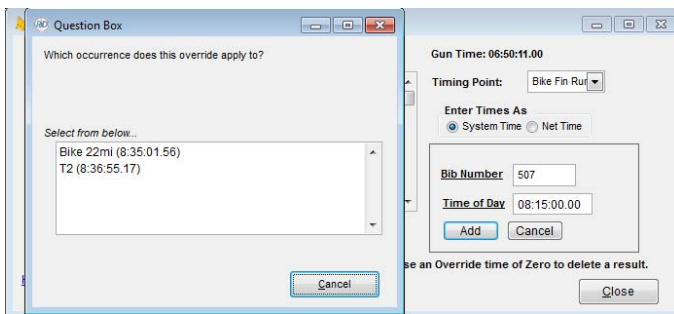 Question Box
Which occurrence does this override apply to?
Select from below...
Bike 22mi (8:35:01.56)
T2 (8:36:55.17)
Cancel
Gun Time: 06:50:11.00
Timing Point: Bike Fin Rur
Enter Times As
System Time Net Time
Bib Number 507
Time of Day 08:15:00.00
Add Cancel
se an Override time of Zero to delete a result.
Close